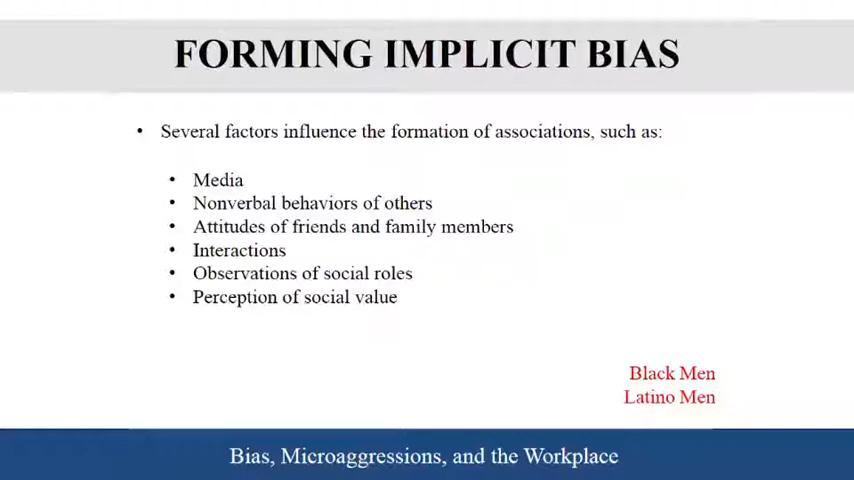 FORMING IMPLICIT BIAS
• Several factors influence the formation of associations, such as:
• Media
• Nonverbal behaviors of others
• Attitudes of friends and family members
• Interactions
• Observations of social roles
• Perception of social value
Black Men
Latino Men
Bias, Microaggressions, and the Workplace